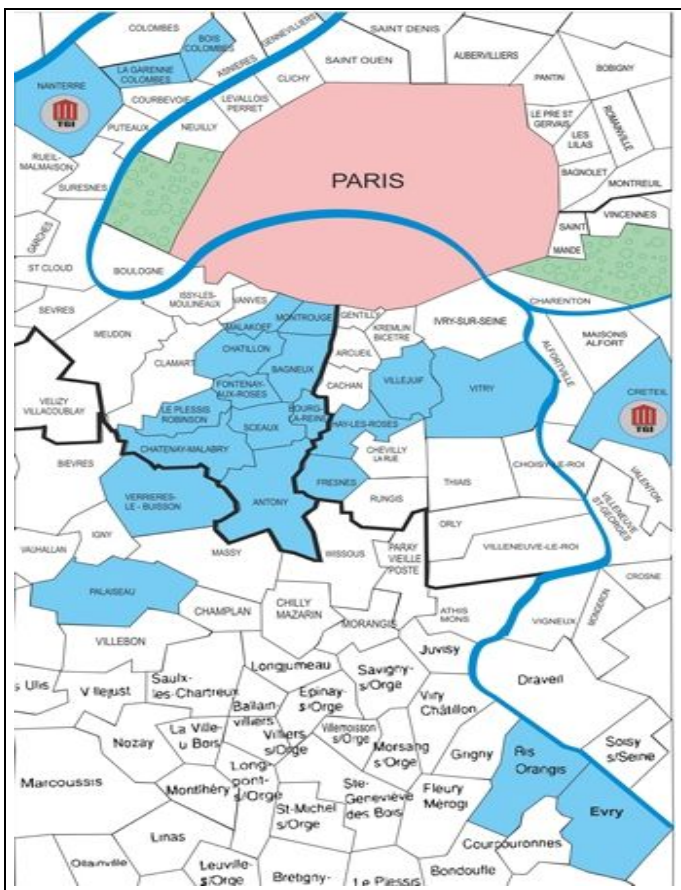 COLOMBES
BOIS
COLOMBES
GENNEVILLIERS
SAINT DENIS
LA GARENNE
COLOMBES
ASNIERES
SAINT OUEN
AUBERVILLIERS
NANTERRE
TGI
COURBEVOIE
LEVALLOIS
PERRET
CLICHY
PANTIN
BOBIGNY
PUTEAUX
NEUILLY
LE PRE ST
GERVAIS
LES
LILAS
ROMAINVILLE
RUEIL-
MALMAISON
SURESNES
PARIS
BAGNOLET
MONTREUIL
GARCHES
ST CLOUD
BOULOGNE
SAINT
MANDE
VINCENNES
SEVRES
MEUDON
ISSY-LES-
MOULINEAUX
VANVES
MALAKOFF
MONTROUGE
GENTILLY
KREMLIN
BICETRE
IVRY-SUR-SEINE
CHARENTON
MAISONS
ALFORT
ALFORTVILLE
CLAMART
CHATILLON
BAGNEUX
ARCUEIL
CACHAN
VILLEJUIF
VITRY
CRETEIL
TGI
VELIZY
VILLACOUBLAY
FONTENAY-
AUX-ROSES
LE PLESSIS
ROBINSON
SCEAUX
BOURG-
LA-REINE
HAY-LES-ROSES
CHATENAY-MALABRY
CHEVILLY
LA RUE
CHOISY-LE-ROI
BIEVRES
VERRIERES-
LE - BUISSON
ANTONY
FRESNES
RUNGIS
THIAIS
VALENTON
VILLENEUVE
ST-GEORGES
ORLY
VILLENEUVE-LE-ROI
IGNY
VAUHALLAN
MASSY
WISSOUS
PARAY
VIEILLE
POSTE
CROSNE
PALAISEAU
CHAMPLAN
CHILLY
MAZARIN
MORANGIS
ATHIS
MONS
VIGNEUX
MONGERON
VILLEBON
Juvisy
s Ulis
Villejust
Saulx-
les-Chartreux
Longjumeau
Savigny-
s/Orge
Draveil
Epinay-
s/Orge
Viry
Châtillon
Ballain-
villiers
Nozay
La Ville-
u Bois
Villiers
s/Orge
Villemoisson
s/Orge
Morsang
s/Orge
Grigny
Ris
Orangis
Soisy
s/Seine
Marcoussis
Montlhéry
Long-
pont-
s/Orge
St-Michel
s/Orge
Ste-
Geneviève
des Bois
Fleury
Mérogi
Evry
Linas
Courpouronnes
Ollainville
Leuville-
s/Orge
Bretigny-
Le Plessis
Bondoufle